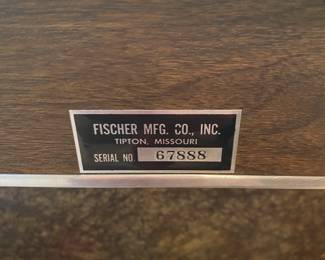 FISCHER MFG. CO., INC.
TIPTON, MISSOURI
SERIAL NO 67888